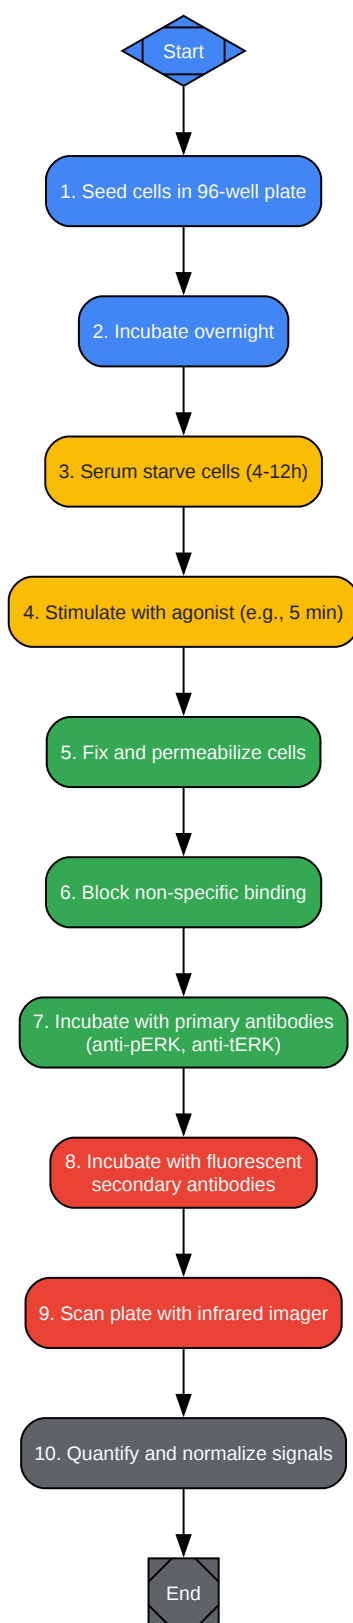 Start
1. Seed cells in 96-well plate
2. Incubate overnight
3. Serum starve cells (4-12h)
4. Stimulate with agonist (e.g., 5 min)
5. Fix and permeabilize cells
6. Block non-specific binding
7. Incubate with primary antibodies
(anti-pERK, anti-tERK)
8. Incubate with fluorescent
secondary antibodies
9. Scan plate with infrared imager
10. Quantify and normalize signals
End